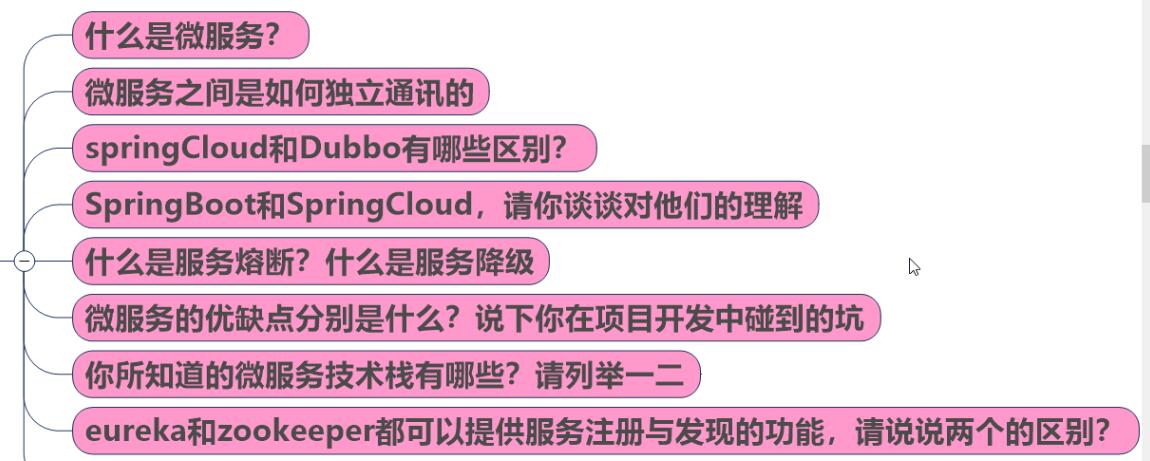 什么是微服务？
微服务之间是如何独立通讯的
springCloud和Dubbo有哪些区别？
SpringBoot和SpringCloud，请你谈谈对他们的理解
什么是服务熔断？什么是服务降级
微服务的优缺点分别是什么？说下你在项目开发中碰到的坑
你所知道的微服务技术栈有哪些？请列举一二
eureka和zookeeper都可以提供服务注册与发现的功能，请说说两个的区别？